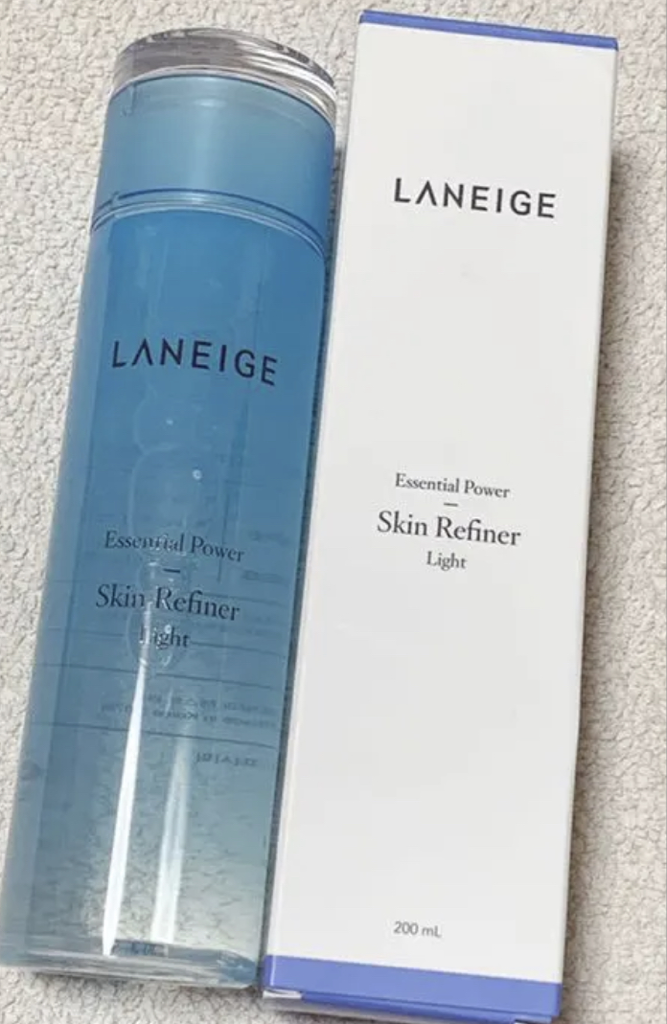 LANEIGE
Essential Power
Skin Refiner
Light
LANEIGE
Essential Power
Skin Refiner
Light
200 mL